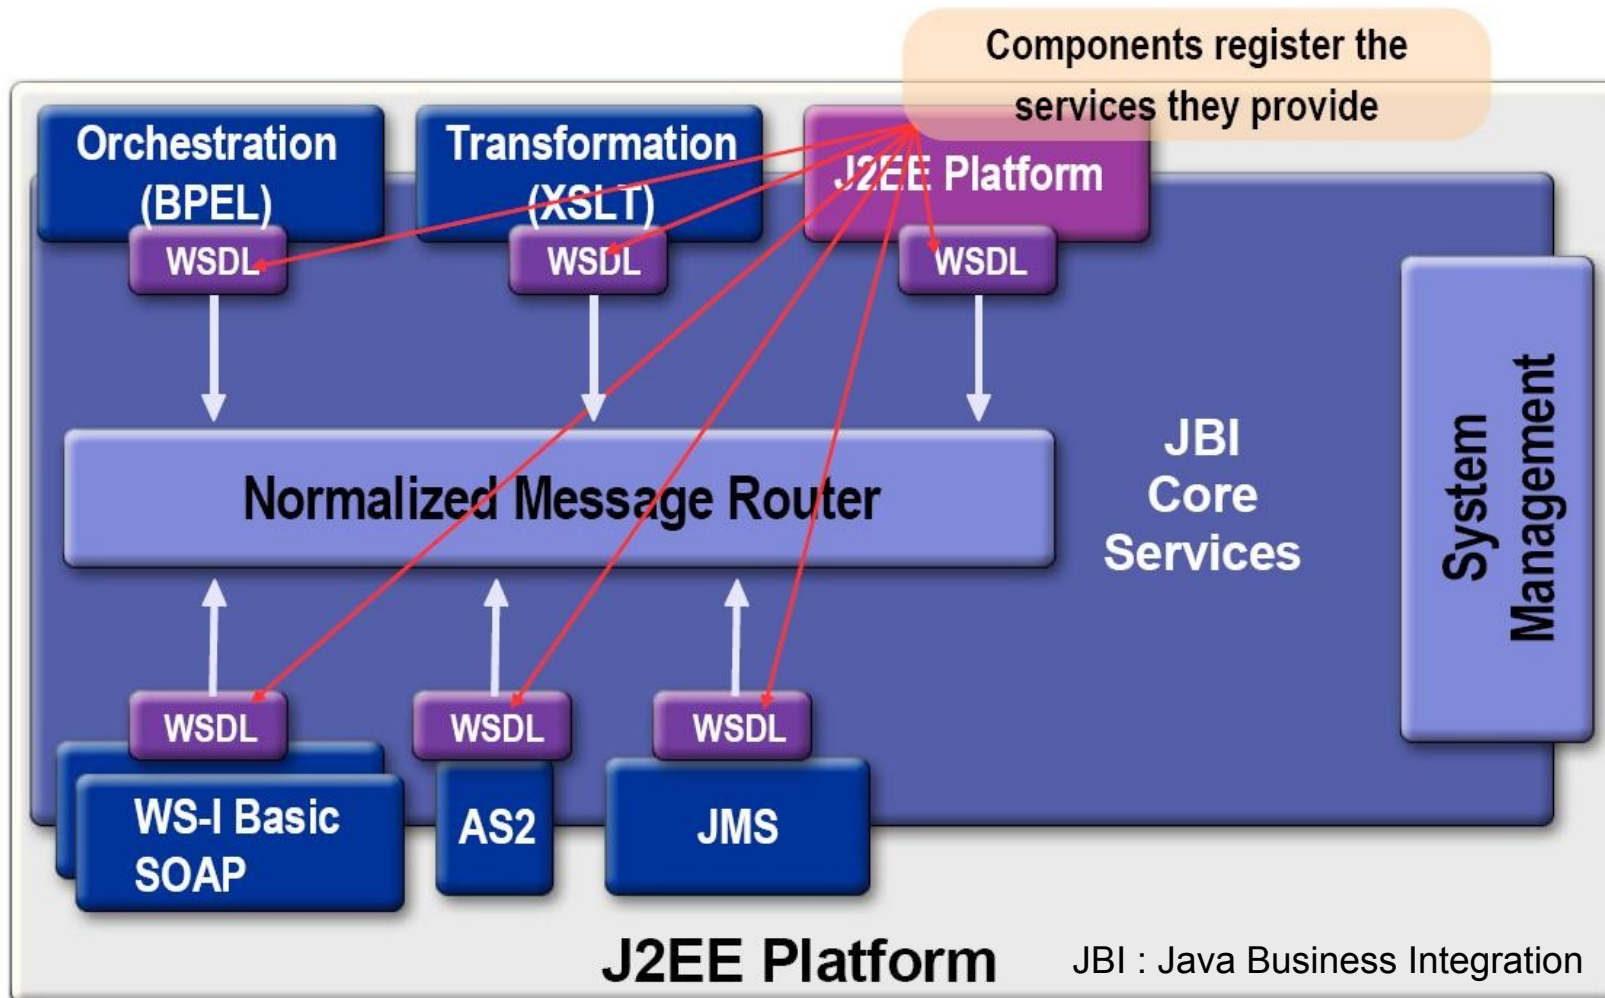 Components register the
services they provide
Orchestration
(BPEL)
Transformation
(XSLT)
J2EE Platform
WSDL
WSDL
WSDL
Normalized Message Router
JBI
Core
Services
System
Management
WSDL
WSDL
WSDL
WS-I Basic
SOAP
AS2
JMS
J2EE Platform
JBI : Java Business Integration